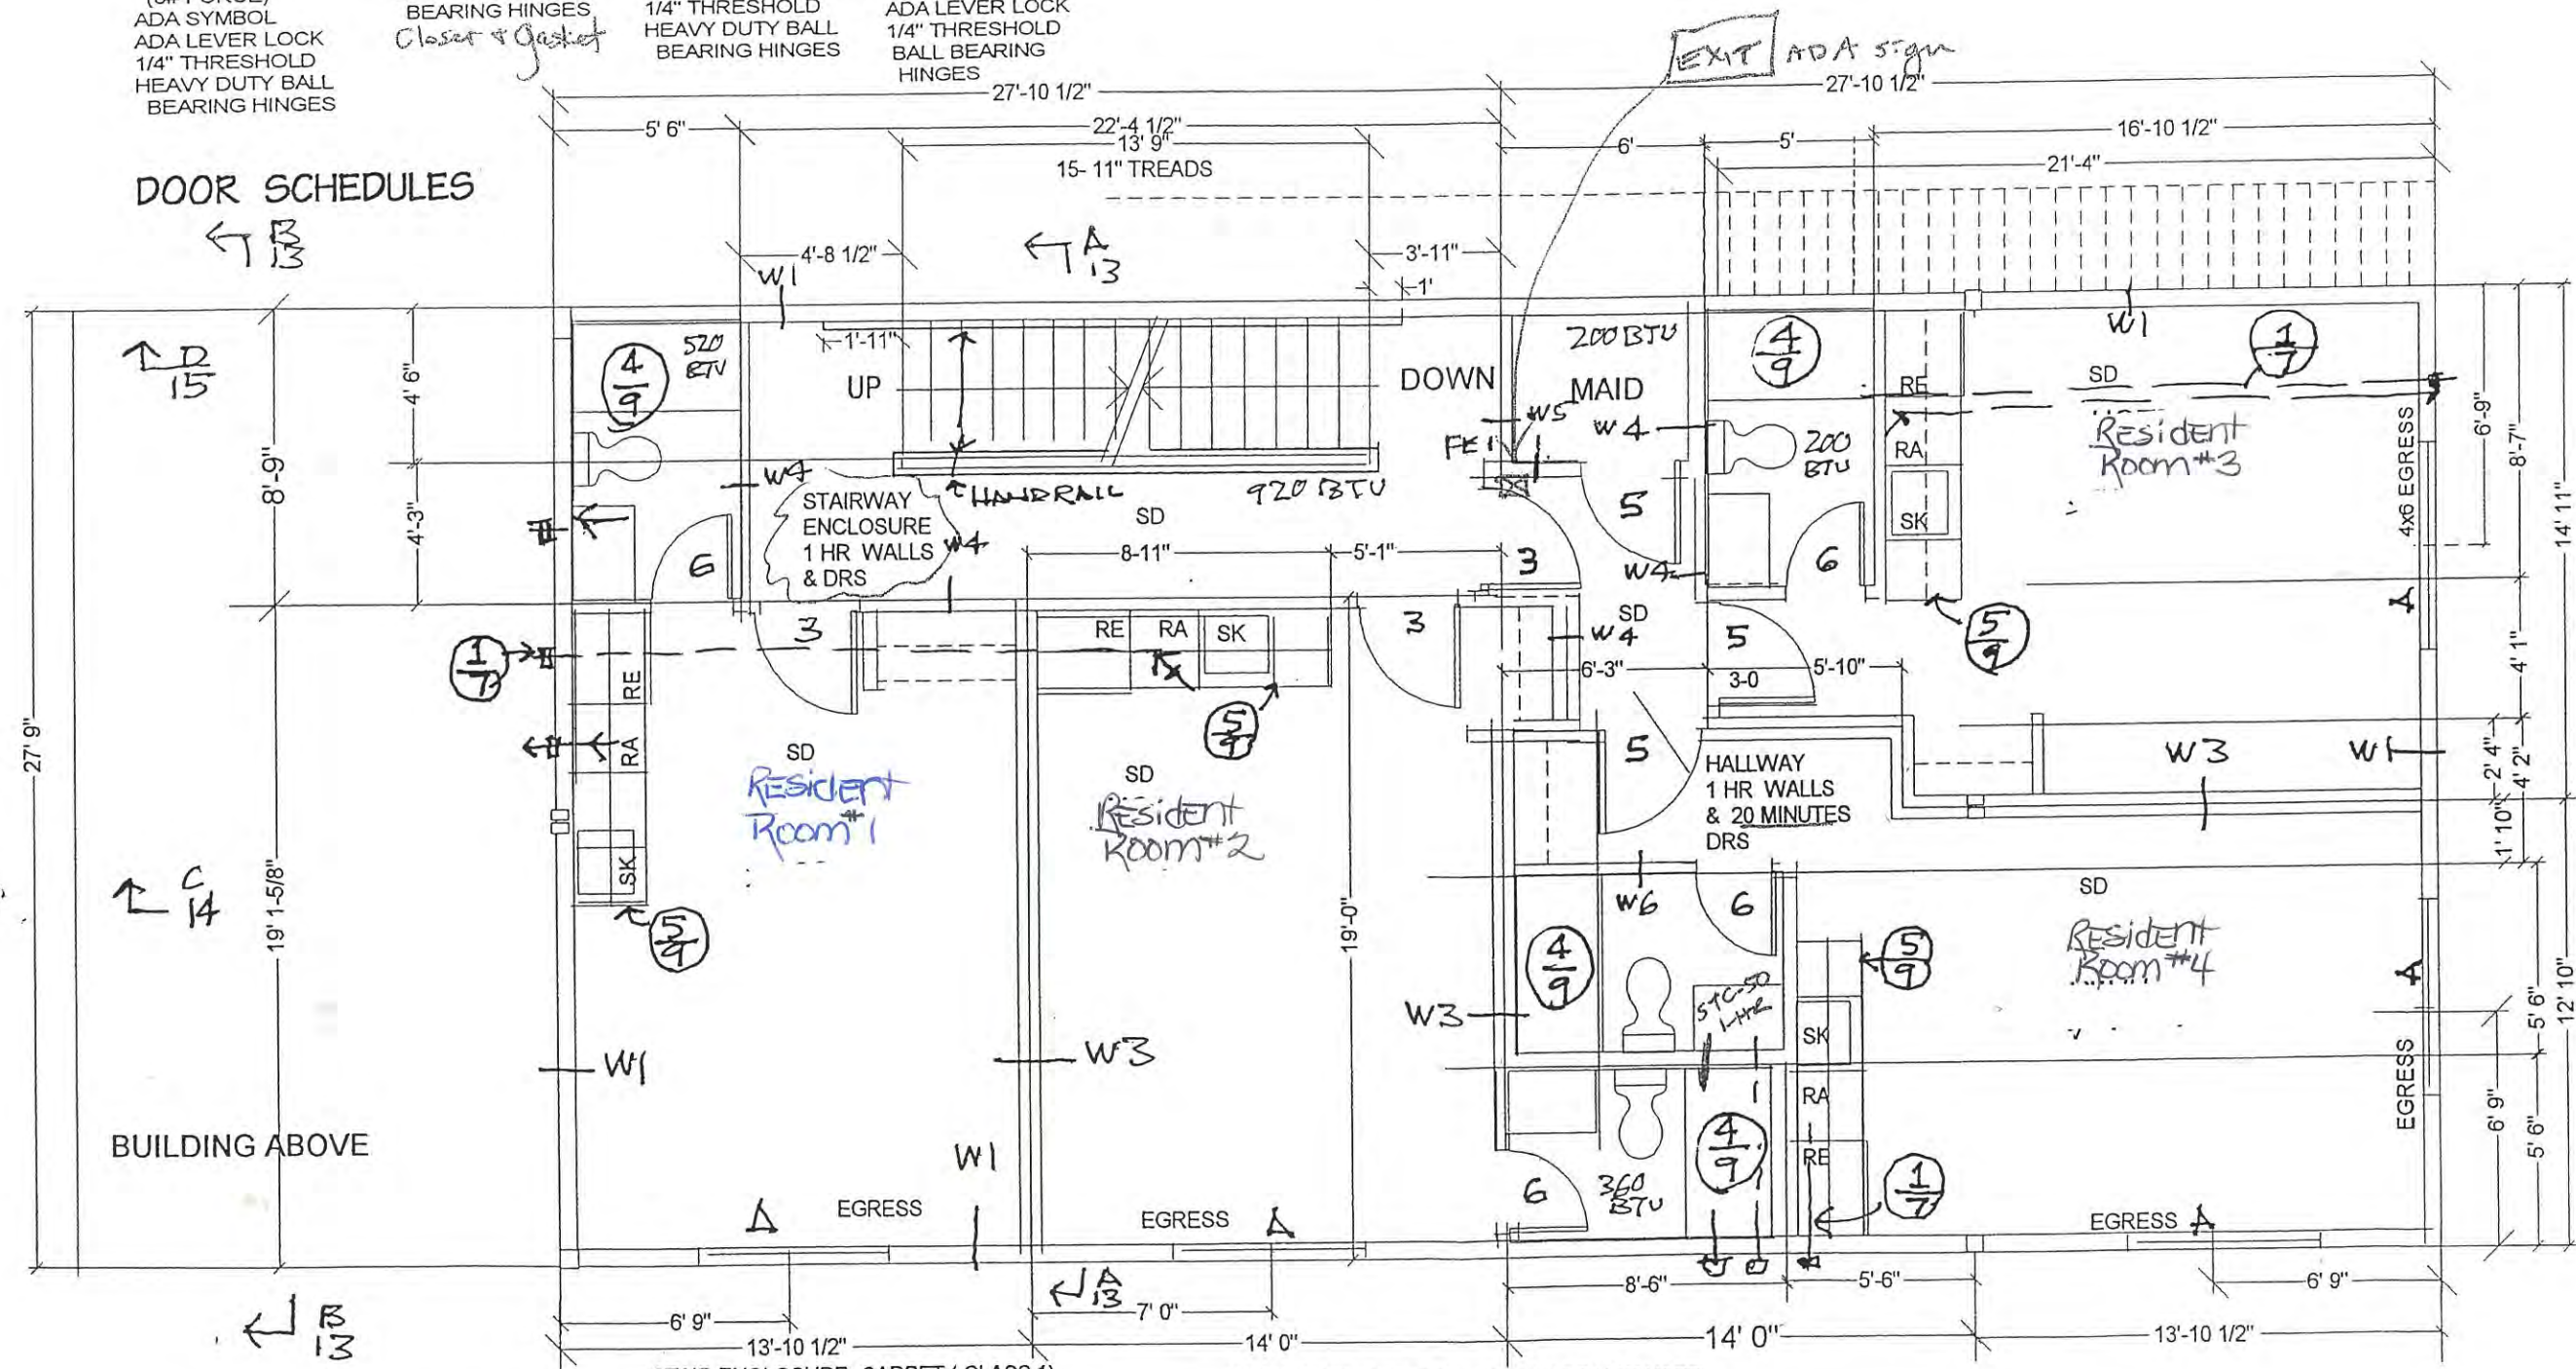 ADA SYMBOL
ADA LEVER LOCK
1/4" THRESHOLD
HEAVY DUTY BALL
BEARING HINGES
BEARING HINGES
Closer & Gasket
1/4" THRESHOLD
HEAVY DUTY BALL
BEARING HINGES
ADA LEVER LOCK
1/4" THRESHOLD
BALL BEARING
HINGES
EXIT ADA sign
DOOR SCHEDULES
27'-10 1/2"
27'-10 1/2"
5' 6"
22'-4 1/2"
13' 9"
15- 11" TREADS
6'
5'
16'-10 1/2"
21'-4"
B
13
4'-8 1/2"
A
13
3'-11"
1'
W1
W1
D
15
4' 6"
8'-9"
4'-3"
4
9
520
BTU
1'-11"
UP
DOWN
200 BTU
MAID
4
9
RE
SD
1
7
Resident
Room #3
4x6 EGRESS
6'-9"
8'-7"
14' 11"
W5
FE1
W4
200
BTU
RA
SK
W4
STAIRWAY
ENCLOSURE
1 HR WALLS
& DRS
HANDRAIL
920 BTU
SD
W4
8-11"
5'-1"
3
5
W4
6
6
3
RE
RA
SK
3
SD
W4
5
5
9
A
6'-3"
3-0
5'-10"
4' 1"
1
7
RE
RA
SK
5
9
5
9
27' 9"
SD
Resident
Room #1
SD
Resident
Room #2
5
HALLWAY
1 HR WALLS
& 20 MINUTES
DRS
W3
W1
2' 4"
4' 2"
1' 10"
C
14
19' 1-5/8"
19'-0"
W6
6
SD
Resident
Room #4
4
9
5
9
STC-50
1-HR
SK
A
W3
W1
W3
5' 6"
12' 10"
EGRESS
6' 9"
5' 6"
BUILDING ABOVE
W1
4
9
RA
RE
1
7
6
360
BTU
A
EGRESS
EGRESS
A
EGRESS
A
B
13
A
13
6' 9"
7' 0"
8'-6"
5'-6"
6' 9"
13'-10 1/2"
14' 0"
14' 0"
13'-10 1/2"